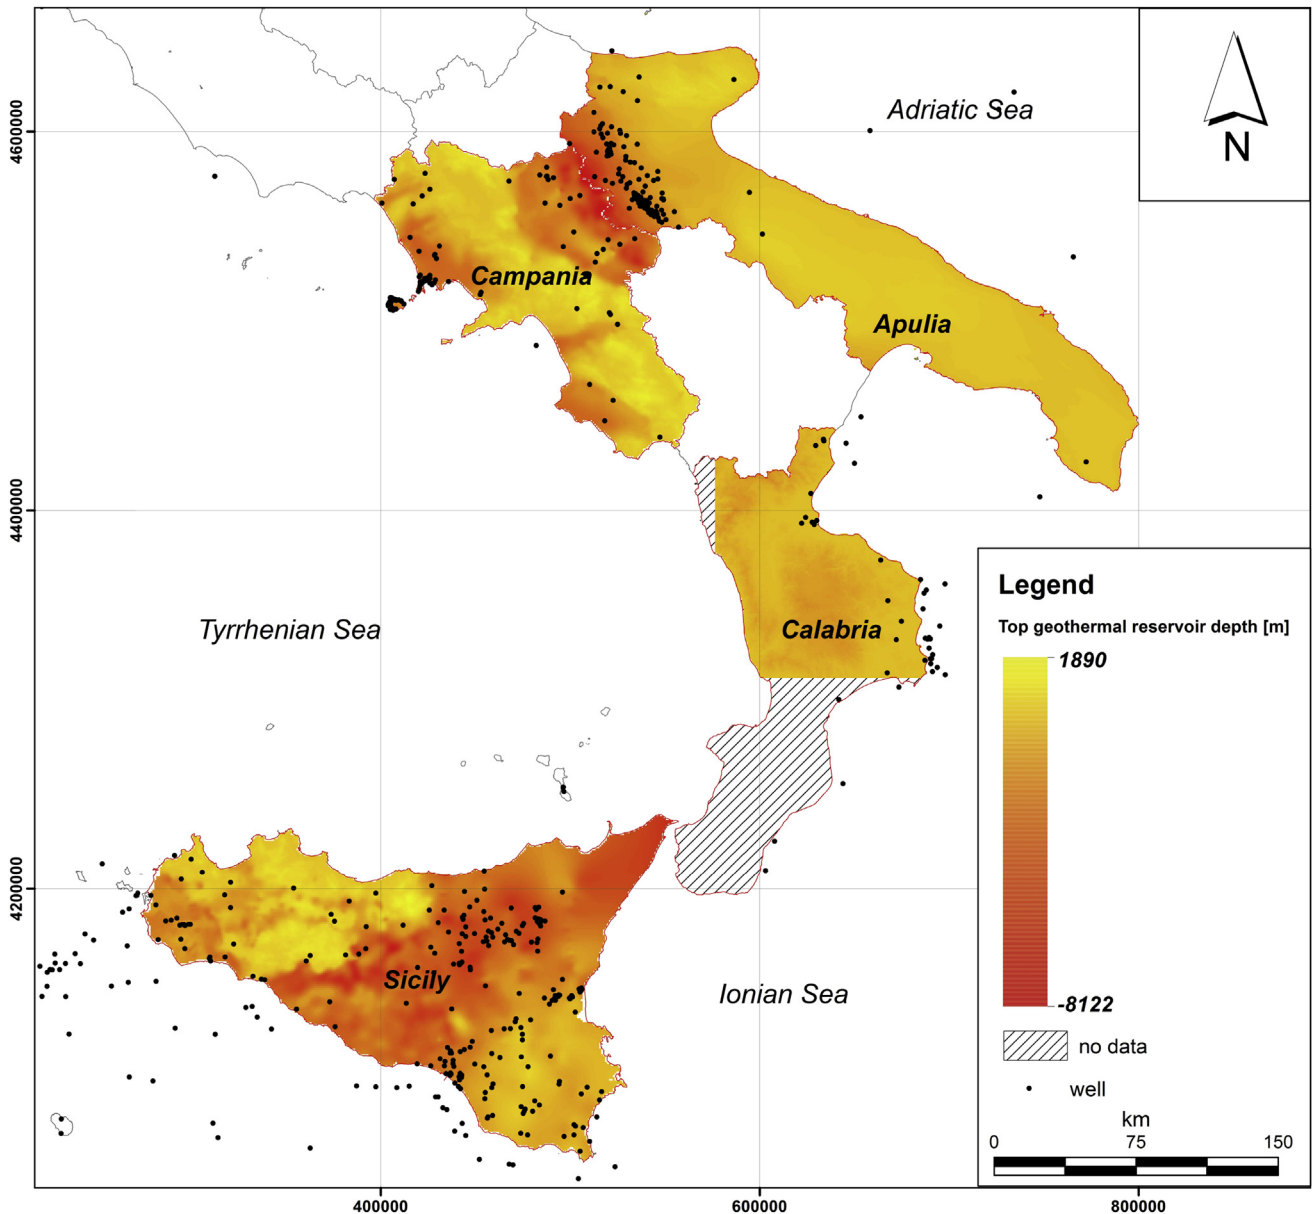 N
Adriatic Sea
4600000
Campania
Apulia
4400000
Tyrrhenian Sea
Calabria
4200000
Sicily
Ionian Sea
Legend
Top geothermal reservoir depth [m]
1890
-8122
no data
well
km
0 75 150
400000 600000 800000